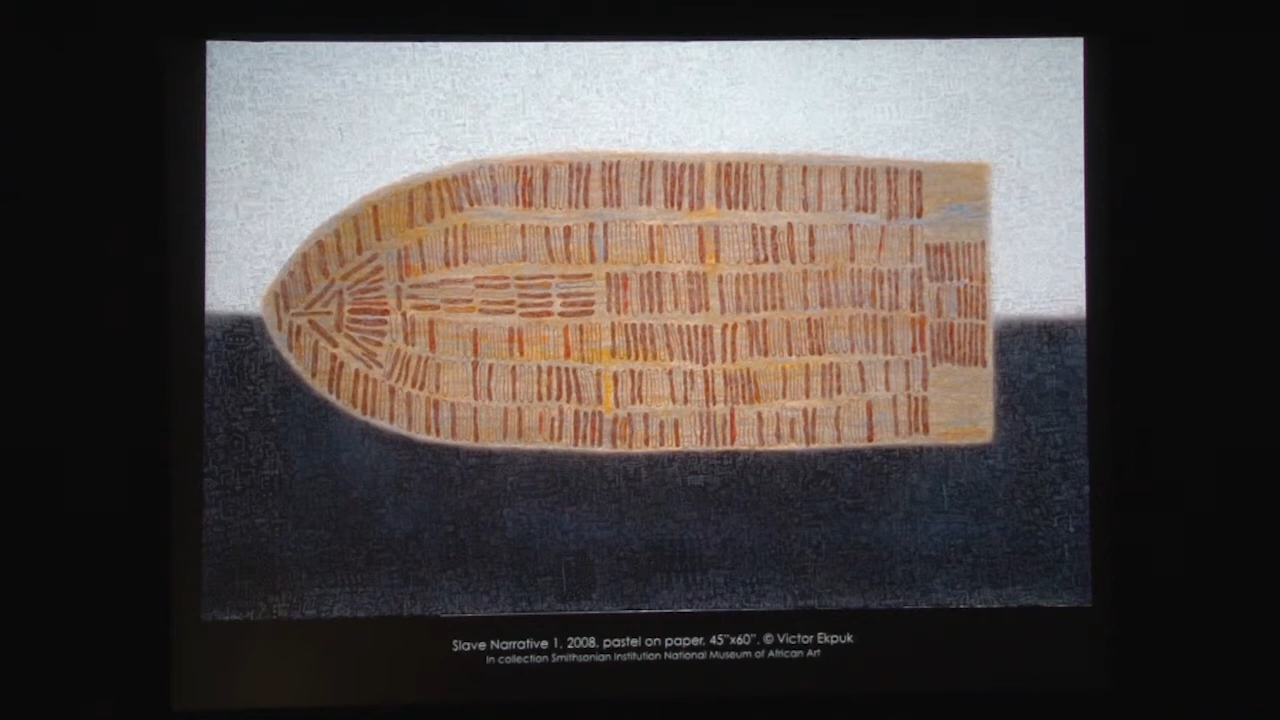 Slave Narrative 1, 2008, pastel on paper, 45"x60", © Victor Ekpuk
In collection Smithsonian Institution National Museum of African Art